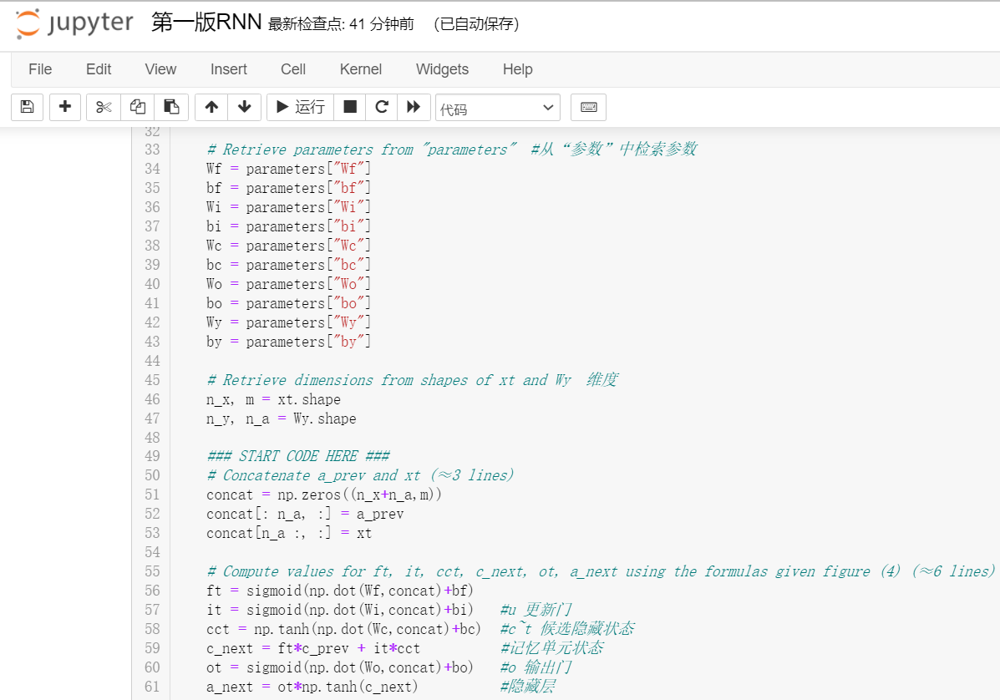 jupyter 第一版RNN 最新检查点: 41 分钟前 (已自动保存)
File Edit View Insert Cell Kernel Widgets Help
运行 代码
32
33 # Retrieve parameters from "parameters" #从“参数”中检索参数
34 Wf = parameters["Wf"]
35 bf = parameters["bf"]
36 Wi = parameters["Wi"]
37 bi = parameters["bi"]
38 Wc = parameters["Wc"]
39 bc = parameters["bc"]
40 Wo = parameters["Wo"]
41 bo = parameters["bo"]
42 Wy = parameters["Wy"]
43 by = parameters["by"]
44
45 # Retrieve dimensions from shapes of xt and Wy 维度
46 n_x, m = xt.shape
47 n_y, n_a = Wy.shape
48
49 ### START CODE HERE ###
50 # Concatenate a_prev and xt (≈3 lines)
51 concat = np.zeros((n_x+n_a,m))
52 concat[: n_a, :] = a_prev
53 concat[n_a :, :] = xt
54
55 # Compute values for ft, it, cct, c_next, ot, a_next using the formulas given figure (4) (≈6 lines)
56 ft = sigmoid(np.dot(Wf,concat)+bf)
57 it = sigmoid(np.dot(Wi,concat)+bi) #u 更新门
58 cct = np.tanh(np.dot(Wc,concat)+bc) #c~t 候选隐藏状态
59 c_next = ft*c_prev + it*cct #记忆单元状态
60 ot = sigmoid(np.dot(Wo,concat)+bo) #o 输出门
61 a_next = ot*np.tanh(c_next) #隐藏层